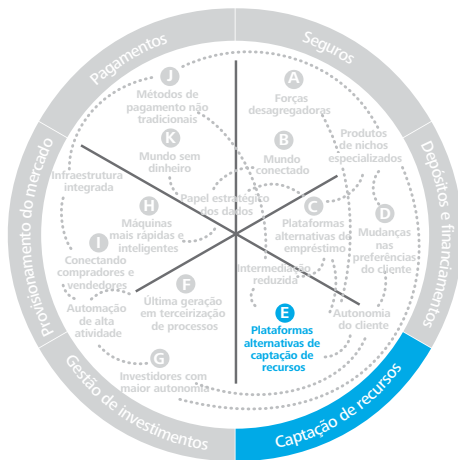 Pagamentos
Seguros
Depósitos e financiamentos
Captação de recursos
Gestão de investimentos
Provisionamento do mercado
J
Métodos de
pagamento não
tradicionais
A
Forças
desagregadoras
K
Mundo sem
dinheiro
B
Mundo
conectado
Produtos
de nichos
especializados
Infraestrutura
integrada
Papel estratégico
dos dados
H
Máquinas
mais rápidas e
inteligentes
C
Plataformas
alternativas de
empréstimo
D
Mudanças
nas
preferências
do cliente
I
Conectando
compradores e
vendedores
Intermediação
reduzida
F
Última geração
em terceirização
de processos
Automação
de alta
atividade
E
Plataformas
alternativas de
captação de
recursos
Autonomia
do cliente
G
Investidores com
maior autonomia